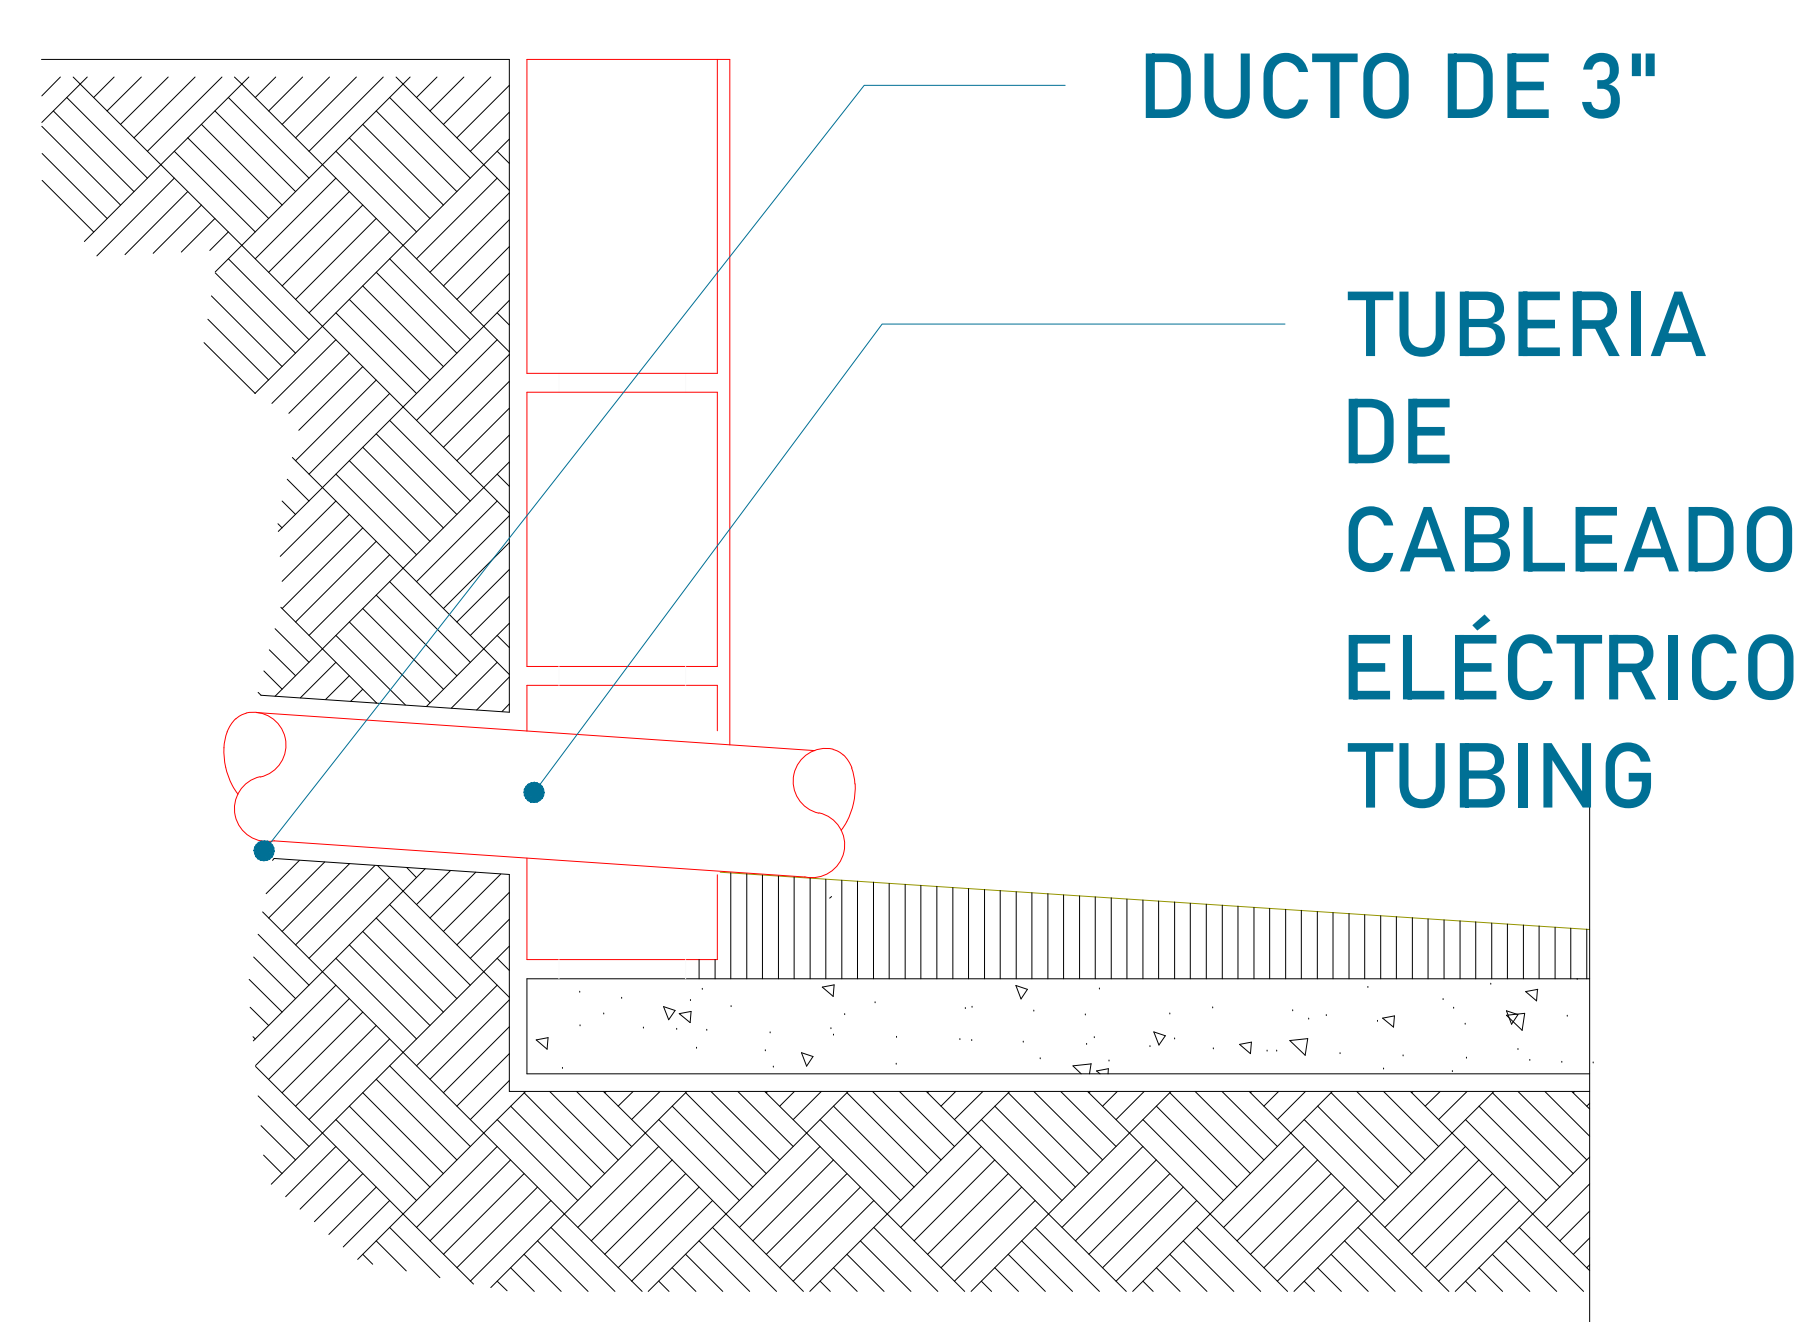 DUCTO DE 3"
TUBERIA
DE
CABLEADO
ELÉCTRICO
TUBING